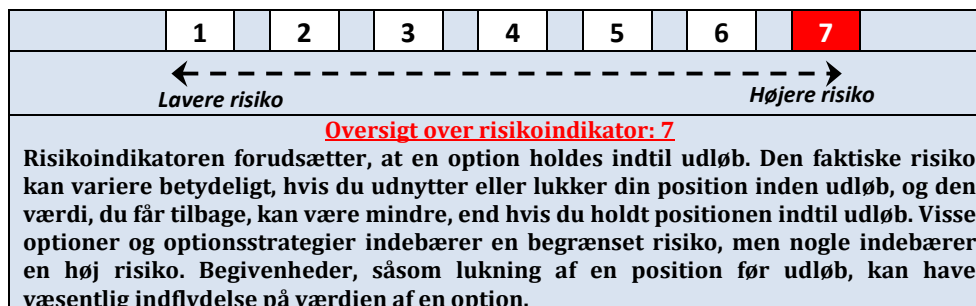 1 2 3 4 5 6 7
Lavere risiko Højere risiko
Oversigt over risikoindikator: 7
Risikoindikatoren forudsætter, at en option holdes indtil udløb. Den faktiske risiko
kan variere betydeligt, hvis du udnytter eller lukker din position inden udløb, og den
værdi, du får tilbage, kan være mindre, end hvis du holdt positionen indtil udløb. Visse
optioner og optionsstrategier indebærer en begrænset risiko, men nogle indebærer
en høj risiko. Begivenheder, såsom lukning af en position før udløb, kan have
væsentlig indflydelse på værdien af en option.